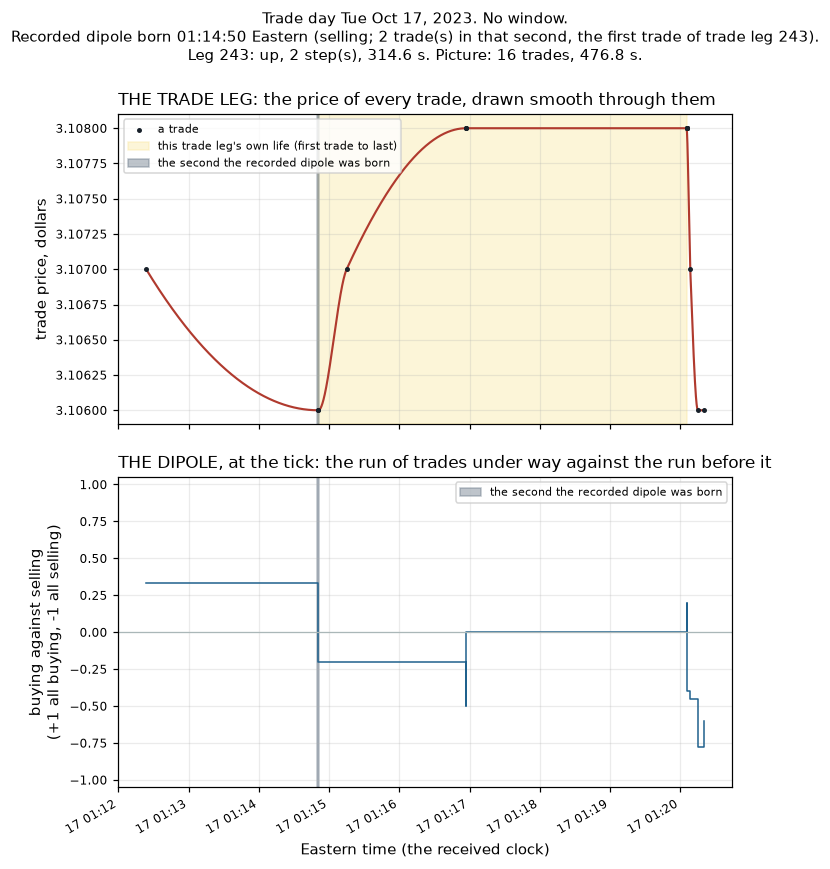 Trade day Tue Oct 17, 2023. No window.
Recorded dipole born 01:14:50 Eastern (selling; 2 trade(s) in that second, the first trade of trade leg 243).
Leg 243: up, 2 step(s), 314.6 s. Picture: 16 trades, 476.8 s.
THE TRADE LEG: the price of every trade, drawn smooth through them
a trade
this trade leg's own life (first trade to last)
the second the recorded dipole was born
trade price, dollars
3.10800
3.10775
3.10750
3.10725
3.10700
3.10675
3.10650
3.10625
3.10600
THE DIPOLE, at the tick: the run of trades under way against the run before it
the second the recorded dipole was born
buying against selling
(+1 all buying, -1 all selling)
1.00
0.75
0.50
0.25
0.00
−0.25
−0.50
−0.75
−1.00
17 01:12
17 01:13
17 01:14
17 01:15
17 01:16
17 01:17
17 01:18
17 01:19
17 01:20
Eastern time (the received clock)